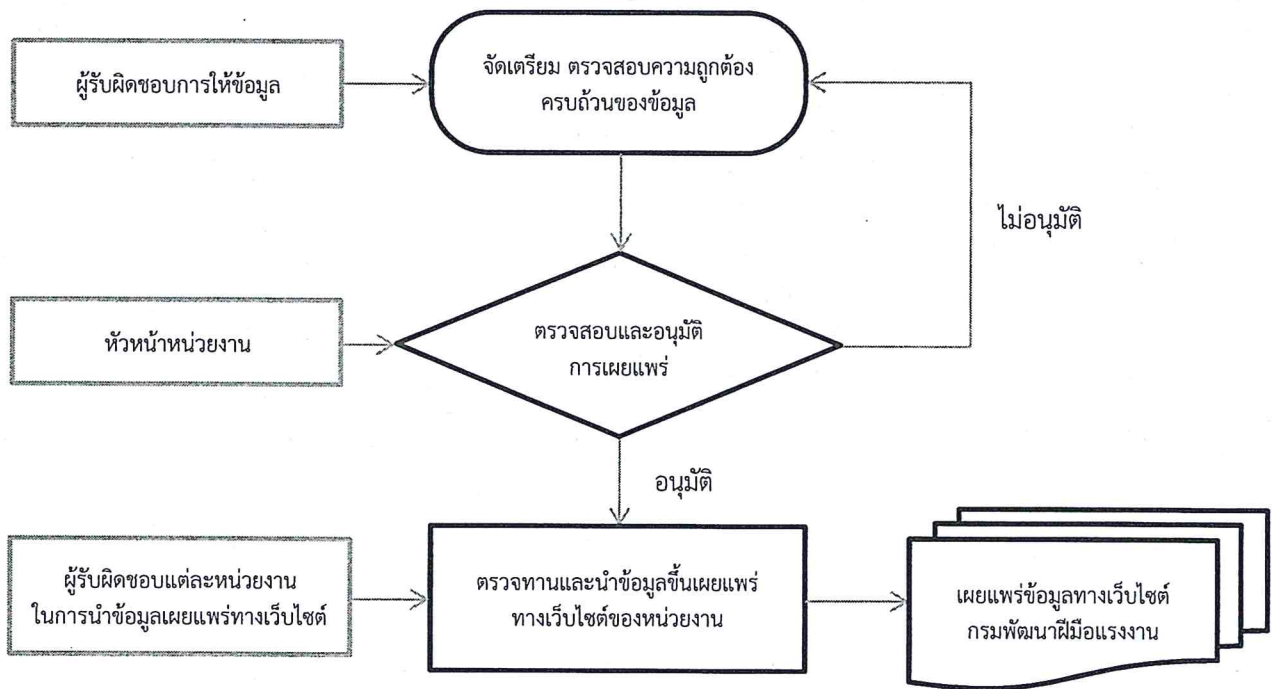 ผู้รับผิดชอบการให้ข้อมูล
จัดเตรียม ตรวจสอบความถูกต้อง
ครบถ้วนของข้อมูล
ไม่อนุมัติ
หัวหน้าหน่วยงาน
ตรวจสอบและอนุมัติ
การเผยแพร่
อนุมัติ
ผู้รับผิดชอบแต่ละหน่วยงาน
ในการนำข้อมูลเผยแพร่ทางเว็บไซต์
ตรวจทานและนำข้อมูลขึ้นเผยแพร่
ทางเว็บไซต์ของหน่วยงาน
เผยแพร่ข้อมูลทางเว็บไซต์
กรมพัฒนาฝีมือแรงงาน